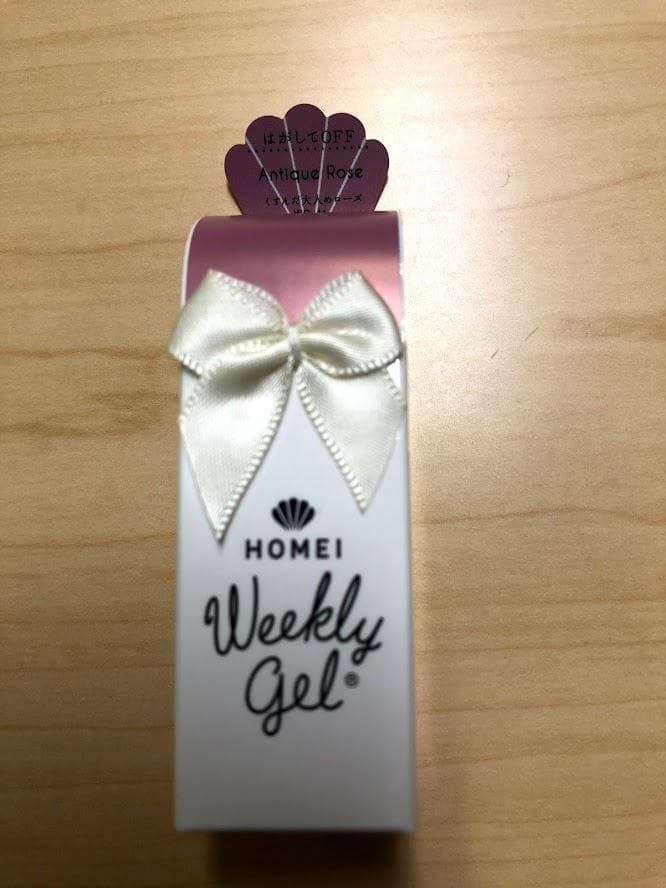 はがしてOFF
Antique Rose
くすんだ大人めローズ
HOMEI
Weekly
Gel®